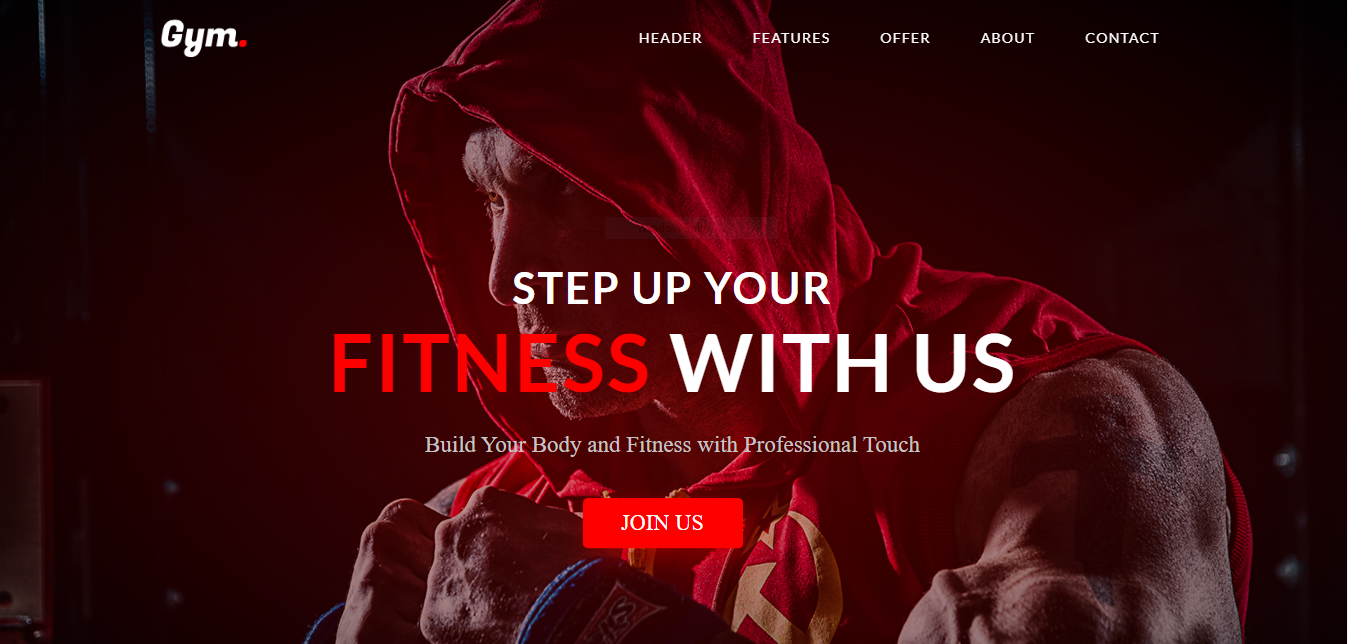 Gym.
HEADER FEATURES OFFER ABOUT CONTACT
STEP UP YOUR
FITNESS WITH US
Build Your Body and Fitness with Professional Touch
JOIN US